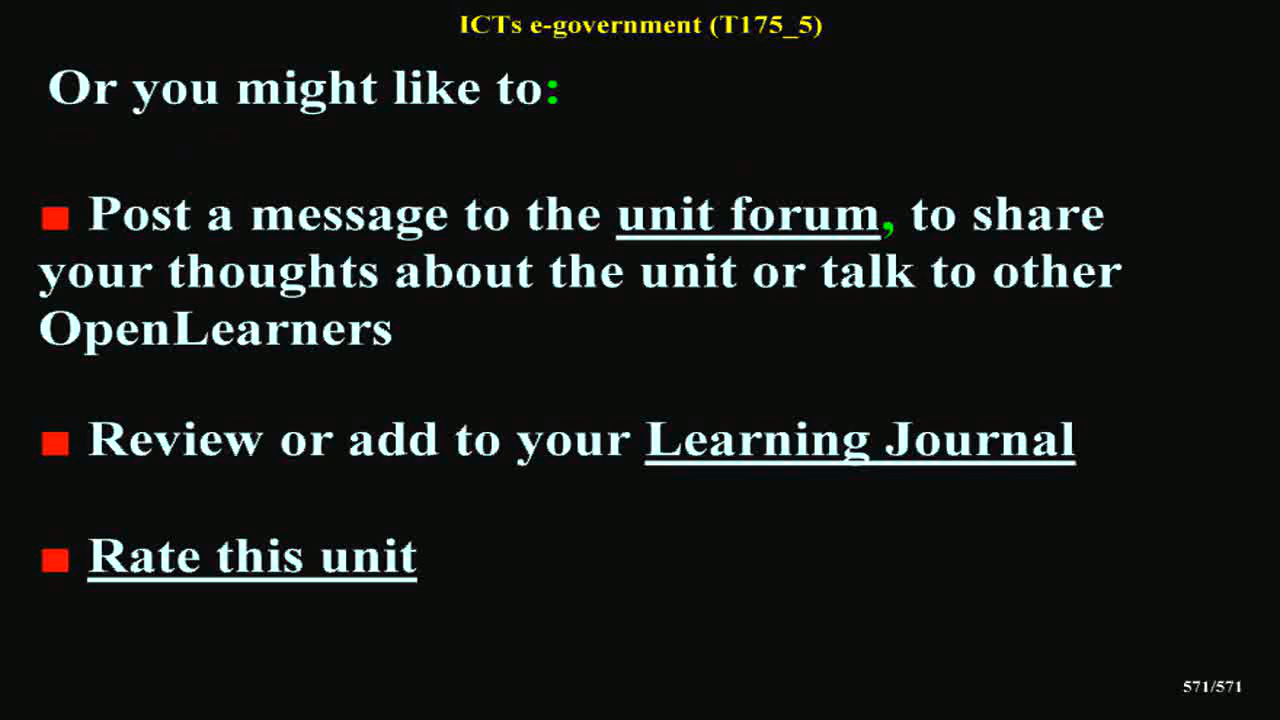 ICTs e-government (T175_5)
Or you might like to:
■ Post a message to the unit forum, to share
your thoughts about the unit or talk to other
OpenLearners
■ Review or add to your Learning Journal
■ Rate this unit
571/571